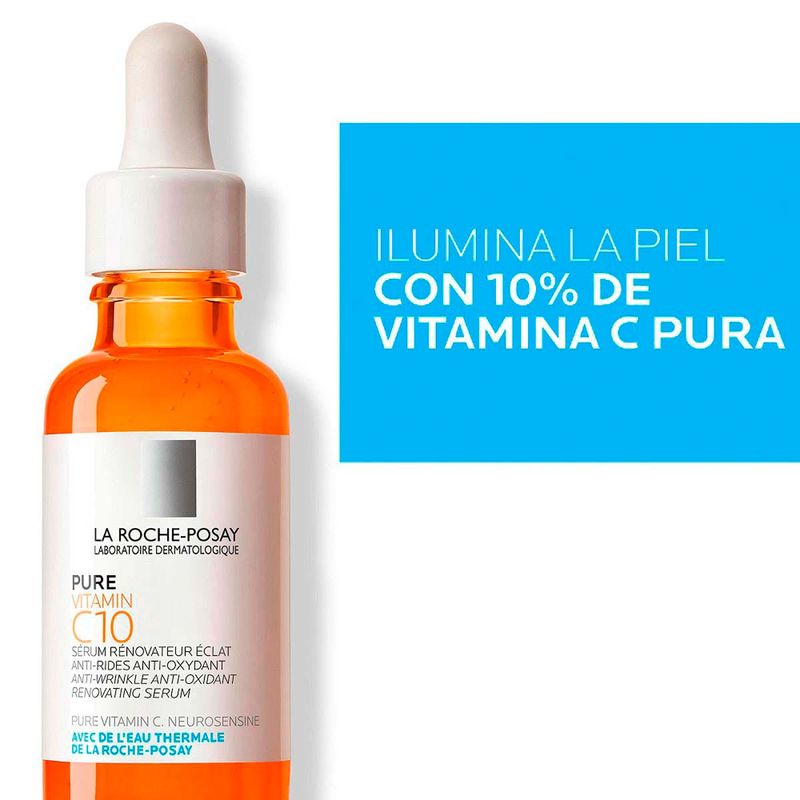 ILUMINA LA PIEL
CON 10% DE
VITAMINA C PURA
LA ROCHE-POSAY
LABORATOIRE DERMATOLOGIQUE
PURE
VITAMIN
C10
SÉRUM RÉNOVATEUR ÉCLAT
ANTI-RIDES ANTI-OXYDANT
ANTI-WRINKLE ANTI-OXIDANT
RENOVATING SERUM
PURE VITAMIN C. NEUROSENSINE
AVEC DE L'EAU THERMALE
DE LA ROCHE-POSAY